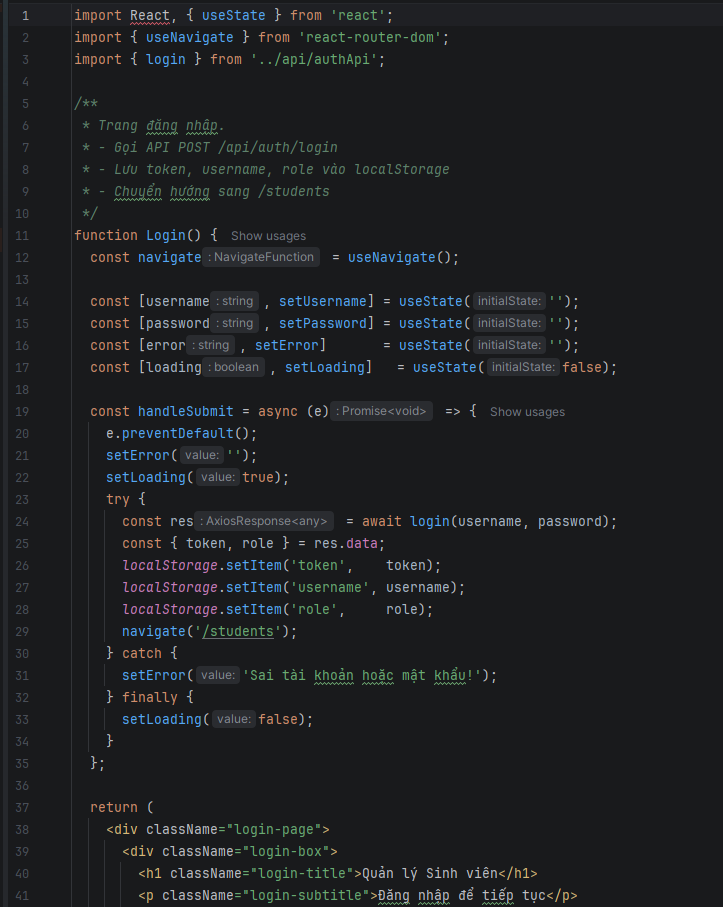 1 import React, { useState } from 'react';
2 import { useNavigate } from 'react-router-dom';
3 import { login } from '../api/authApi';
4
5 /**
6 * Trang đăng nhập.
7 * - Gọi API POST /api/auth/login
8 * - Lưu token, username, role vào localStorage
9 * - Chuyển hướng sang /students
10 */
11 function Login() { Show usages
12 const navigate : NavigateFunction = useNavigate();
13
14 const [username : string , setUsername] = useState( initialState: '');
15 const [password : string , setPassword] = useState( initialState: '');
16 const [error : string , setError] = useState( initialState: '');
17 const [loading : boolean , setLoading] = useState( initialState: false);
18
19 const handleSubmit = async (e) : Promise<void> => { Show usages
20 e.preventDefault();
21 setError( value: '');
22 setLoading( value: true);
23 try {
24 const res : AxiosResponse<any> = await login(username, password);
25 const { token, role } = res.data;
26 localStorage.setItem('token', token);
27 localStorage.setItem('username', username);
28 localStorage.setItem('role', role);
29 navigate('/students');
30 } catch {
31 setError( value: 'Sai tài khoản hoặc mật khẩu!');
32 } finally {
33 setLoading( value: false);
34 }
35 };
36
37 return (
38 <div className="login-page">
39 <div className="login-box">
40 <h1 className="login-title">Quản lý Sinh viên</h1>
41 <p className="login-subtitle">Đăng nhập để tiếp tục</p>